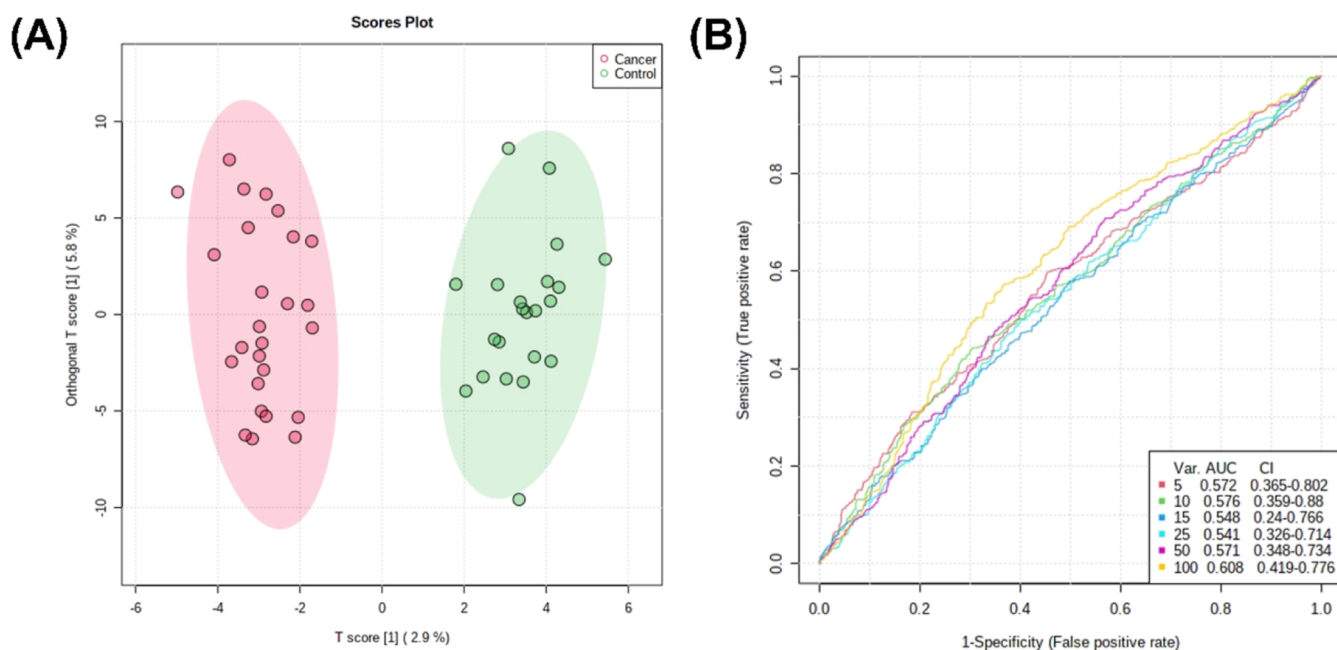 (A)
Scores Plot
Cancer
Control
Orthogonal T score [1] ( 5.8 %)
10
5
0
-5
-10
-6 -4 -2 0 2 4 6
T score [1] ( 2.9 %)
(B)
Sensitivity (True positive rate)
1.0
0.8
0.6
0.4
0.2
0.0
Var. AUC CI
5 0.572 0.365-0.802
10 0.576 0.359-0.88
15 0.548 0.24-0.766
25 0.541 0.326-0.714
50 0.571 0.348-0.734
100 0.608 0.419-0.776
0.0 0.2 0.4 0.6 0.8 1.0
1-Specificity (False positive rate)